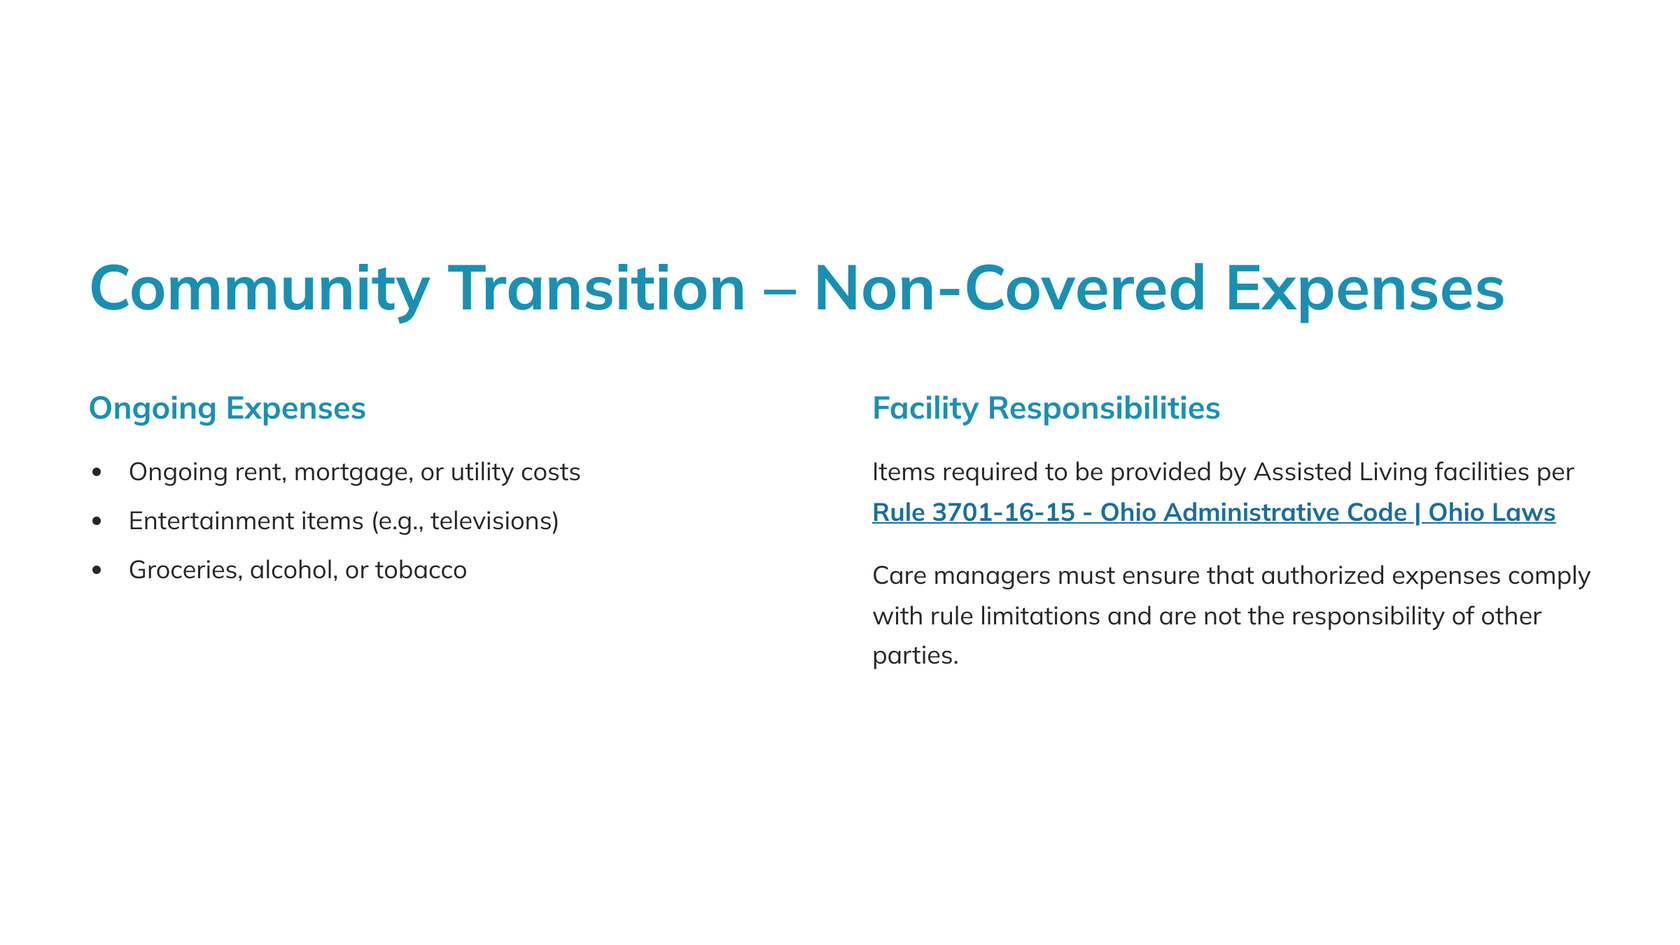 Community Transition – Non-Covered Expenses
Ongoing Expenses
• Ongoing rent, mortgage, or utility costs
• Entertainment items (e.g., televisions)
• Groceries, alcohol, or tobacco
Facility Responsibilities
Items required to be provided by Assisted Living facilities per
Rule 3701-16-15 - Ohio Administrative Code | Ohio Laws
Care managers must ensure that authorized expenses comply
with rule limitations and are not the responsibility of other
parties.